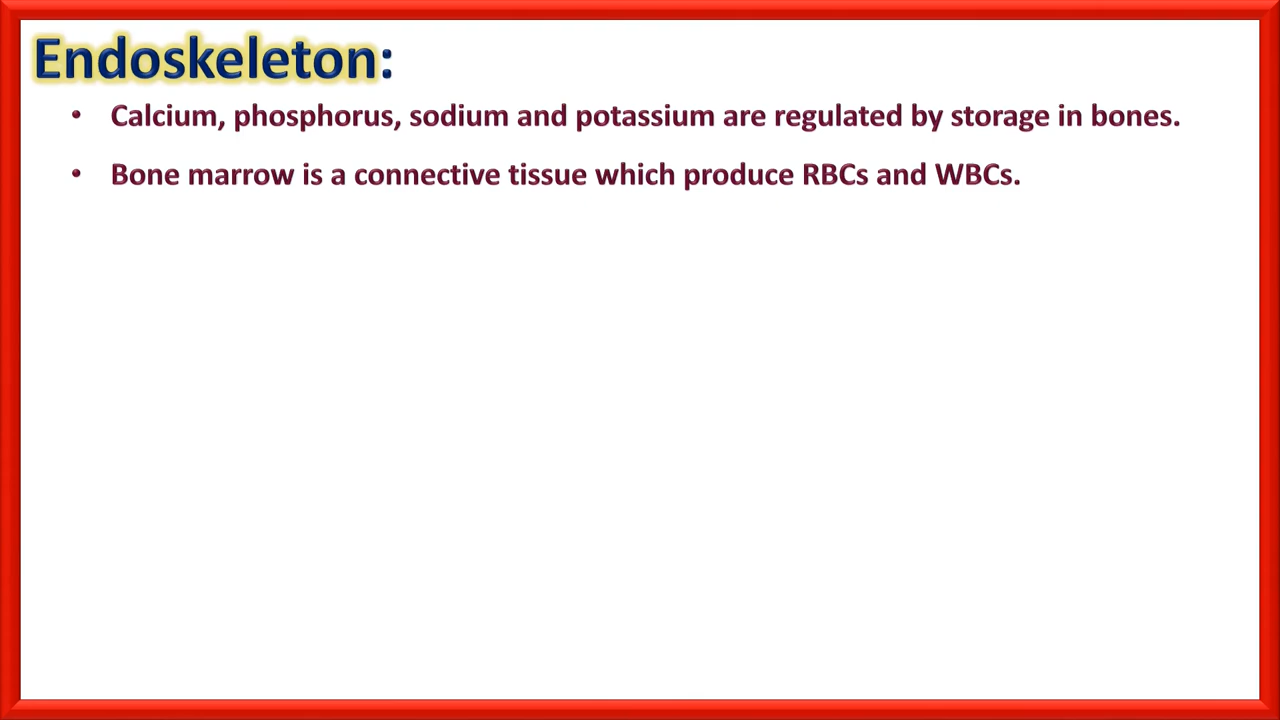 Endoskeleton:
• Calcium, phosphorus, sodium and potassium are regulated by storage in bones.
• Bone marrow is a connective tissue which produce RBCs and WBCs.